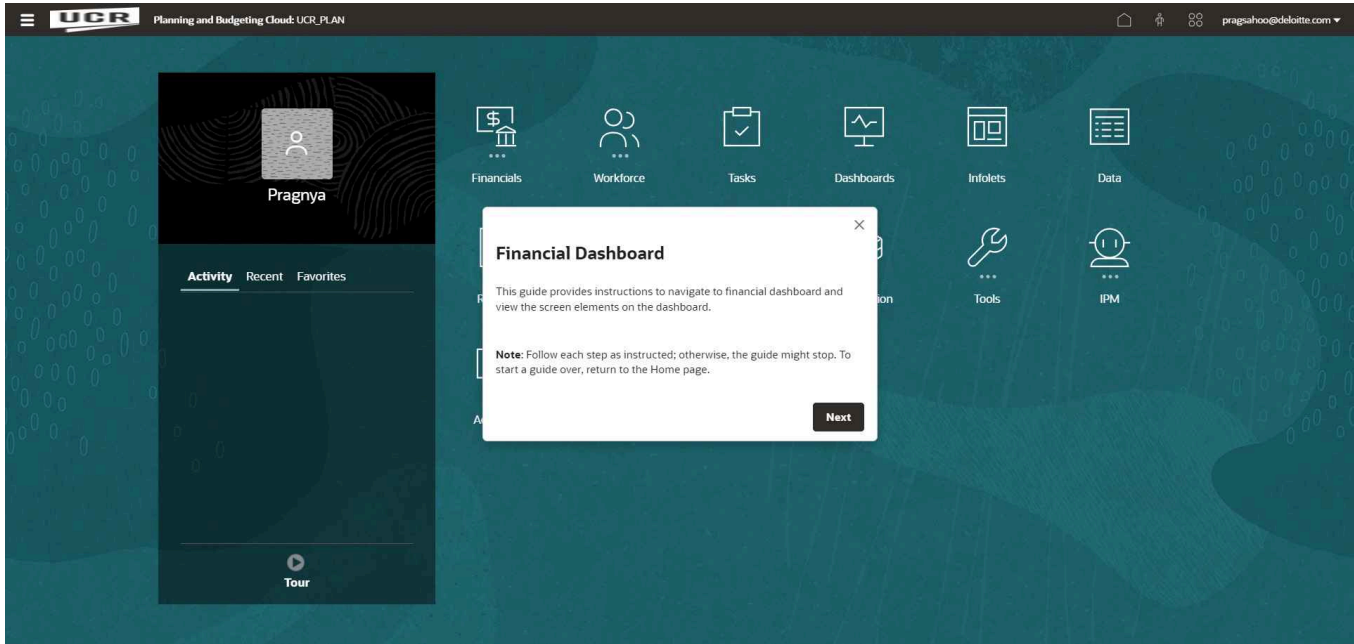 UCR Planning and Budgeting Cloud: UCR_PLAN
pragsahoo@deloitte.com
Pragnya
Activity Recent Favorites
Tour
Financials Workforce Tasks Dashboards Infolets Data
Tools IPM
Financial Dashboard
This guide provides instructions to navigate to financial dashboard and
view the screen elements on the dashboard.
Note: Follow each step as instructed; otherwise, the guide might stop. To
start a guide over, return to the Home page.
Next